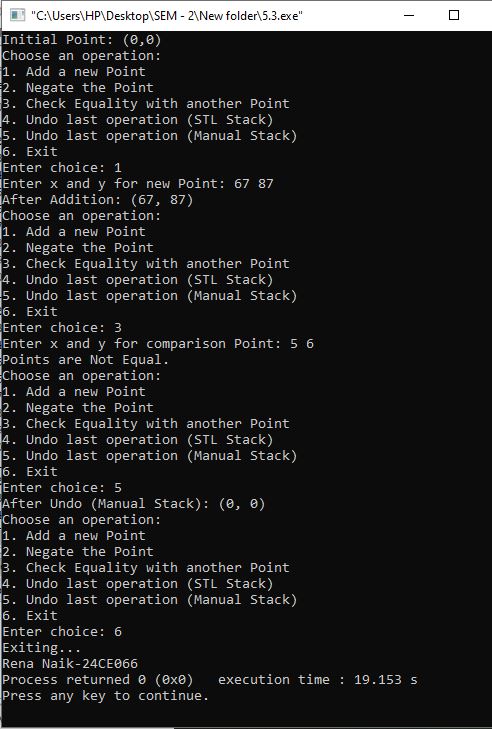 "C:\Users\HP\Desktop\SEM - 2\New folder\5.3.exe"
Initial Point: (0,0)
Choose an operation:
1. Add a new Point
2. Negate the Point
3. Check Equality with another Point
4. Undo last operation (STL Stack)
5. Undo last operation (Manual Stack)
6. Exit
Enter choice: 1
Enter x and y for new Point: 67 87
After Addition: (67, 87)
Choose an operation:
1. Add a new Point
2. Negate the Point
3. Check Equality with another Point
4. Undo last operation (STL Stack)
5. Undo last operation (Manual Stack)
6. Exit
Enter choice: 3
Enter x and y for comparison Point: 5 6
Points are Not Equal.
Choose an operation:
1. Add a new Point
2. Negate the Point
3. Check Equality with another Point
4. Undo last operation (STL Stack)
5. Undo last operation (Manual Stack)
6. Exit
Enter choice: 5
After Undo (Manual Stack): (0, 0)
Choose an operation:
1. Add a new Point
2. Negate the Point
3. Check Equality with another Point
4. Undo last operation (STL Stack)
5. Undo last operation (Manual Stack)
6. Exit
Enter choice: 6
Exiting...
Rena Naik-24CE066
Process returned 0 (0x0)   execution time : 19.153 s
Press any key to continue.